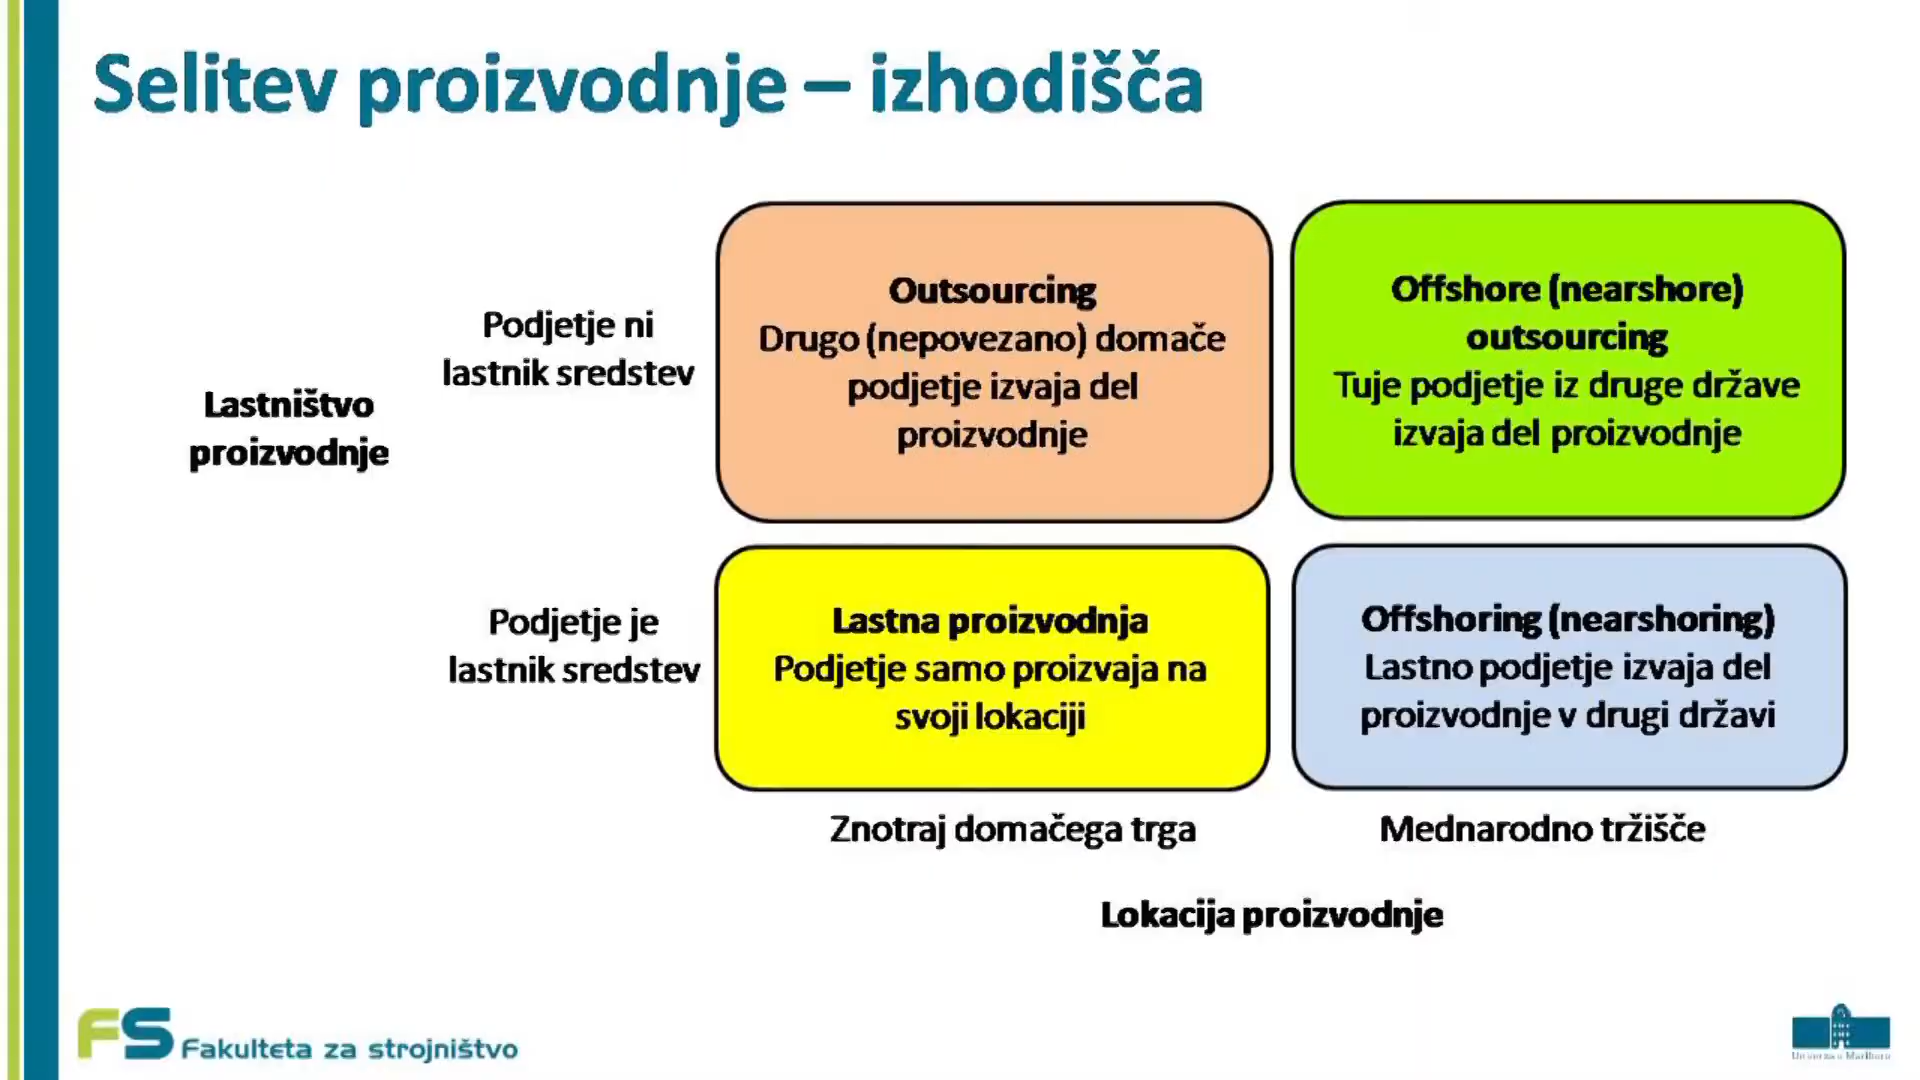 Selitev proizvodnje – izhodišča
Lastništvo
proizvodnje
Podjetje ni
lastnik sredstev
Outsourcing
Drugo (nepovezano) domače
podjetje izvaja del
proizvodnje
Offshore (nearshore)
outsourcing
Tuje podjetje iz druge države
izvaja del proizvodnje
Podjetje je
lastnik sredstev
Lastna proizvodnja
Podjetje samo proizvaja na
svoji lokaciji
Offshoring (nearshoring)
Lastno podjetje izvaja del
proizvodnje v drugi državi
Znotraj domačega trga
Mednarodno tržišče
Lokacija proizvodnje
FS Fakulteta za strojništvo
Univerza v Mariboru